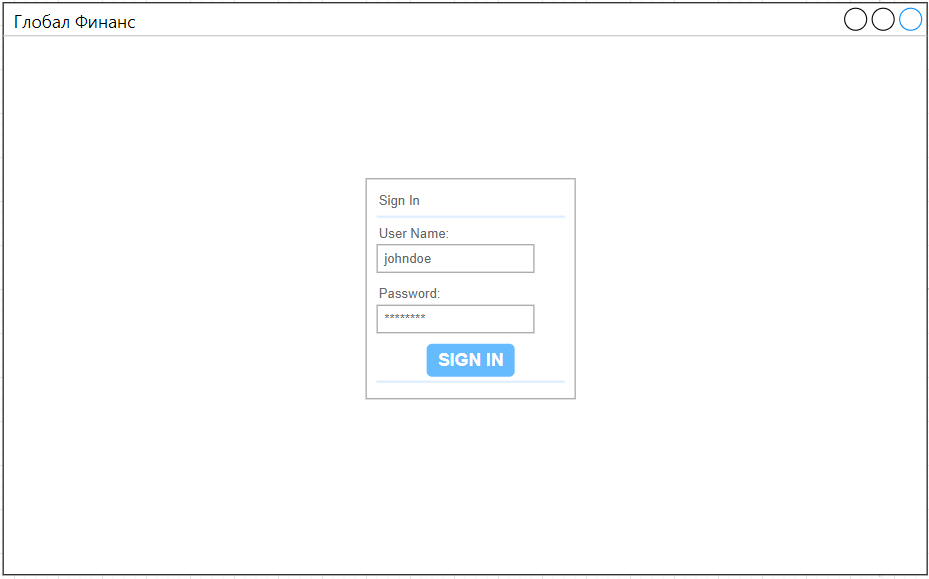 Глобал Финанс
Sign In
User Name:
johndoe
Password:
********
SIGN IN